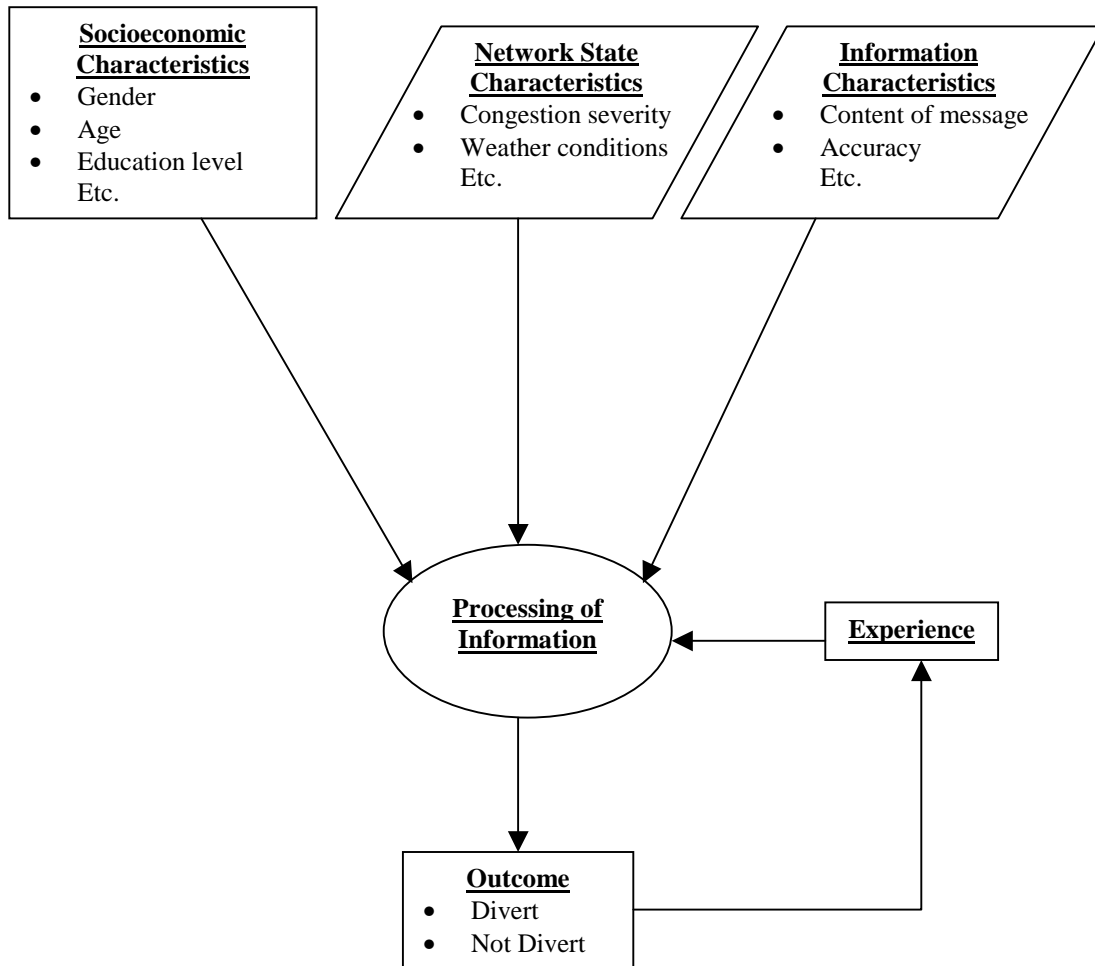 Socioeconomic
Characteristics
• Gender
• Age
• Education level
Etc.
Network State
Characteristics
• Congestion severity
• Weather conditions
Etc.
Information
Characteristics
• Content of message
• Accuracy
Etc.
Processing of
Information
Experience
Outcome
• Divert
• Not Divert